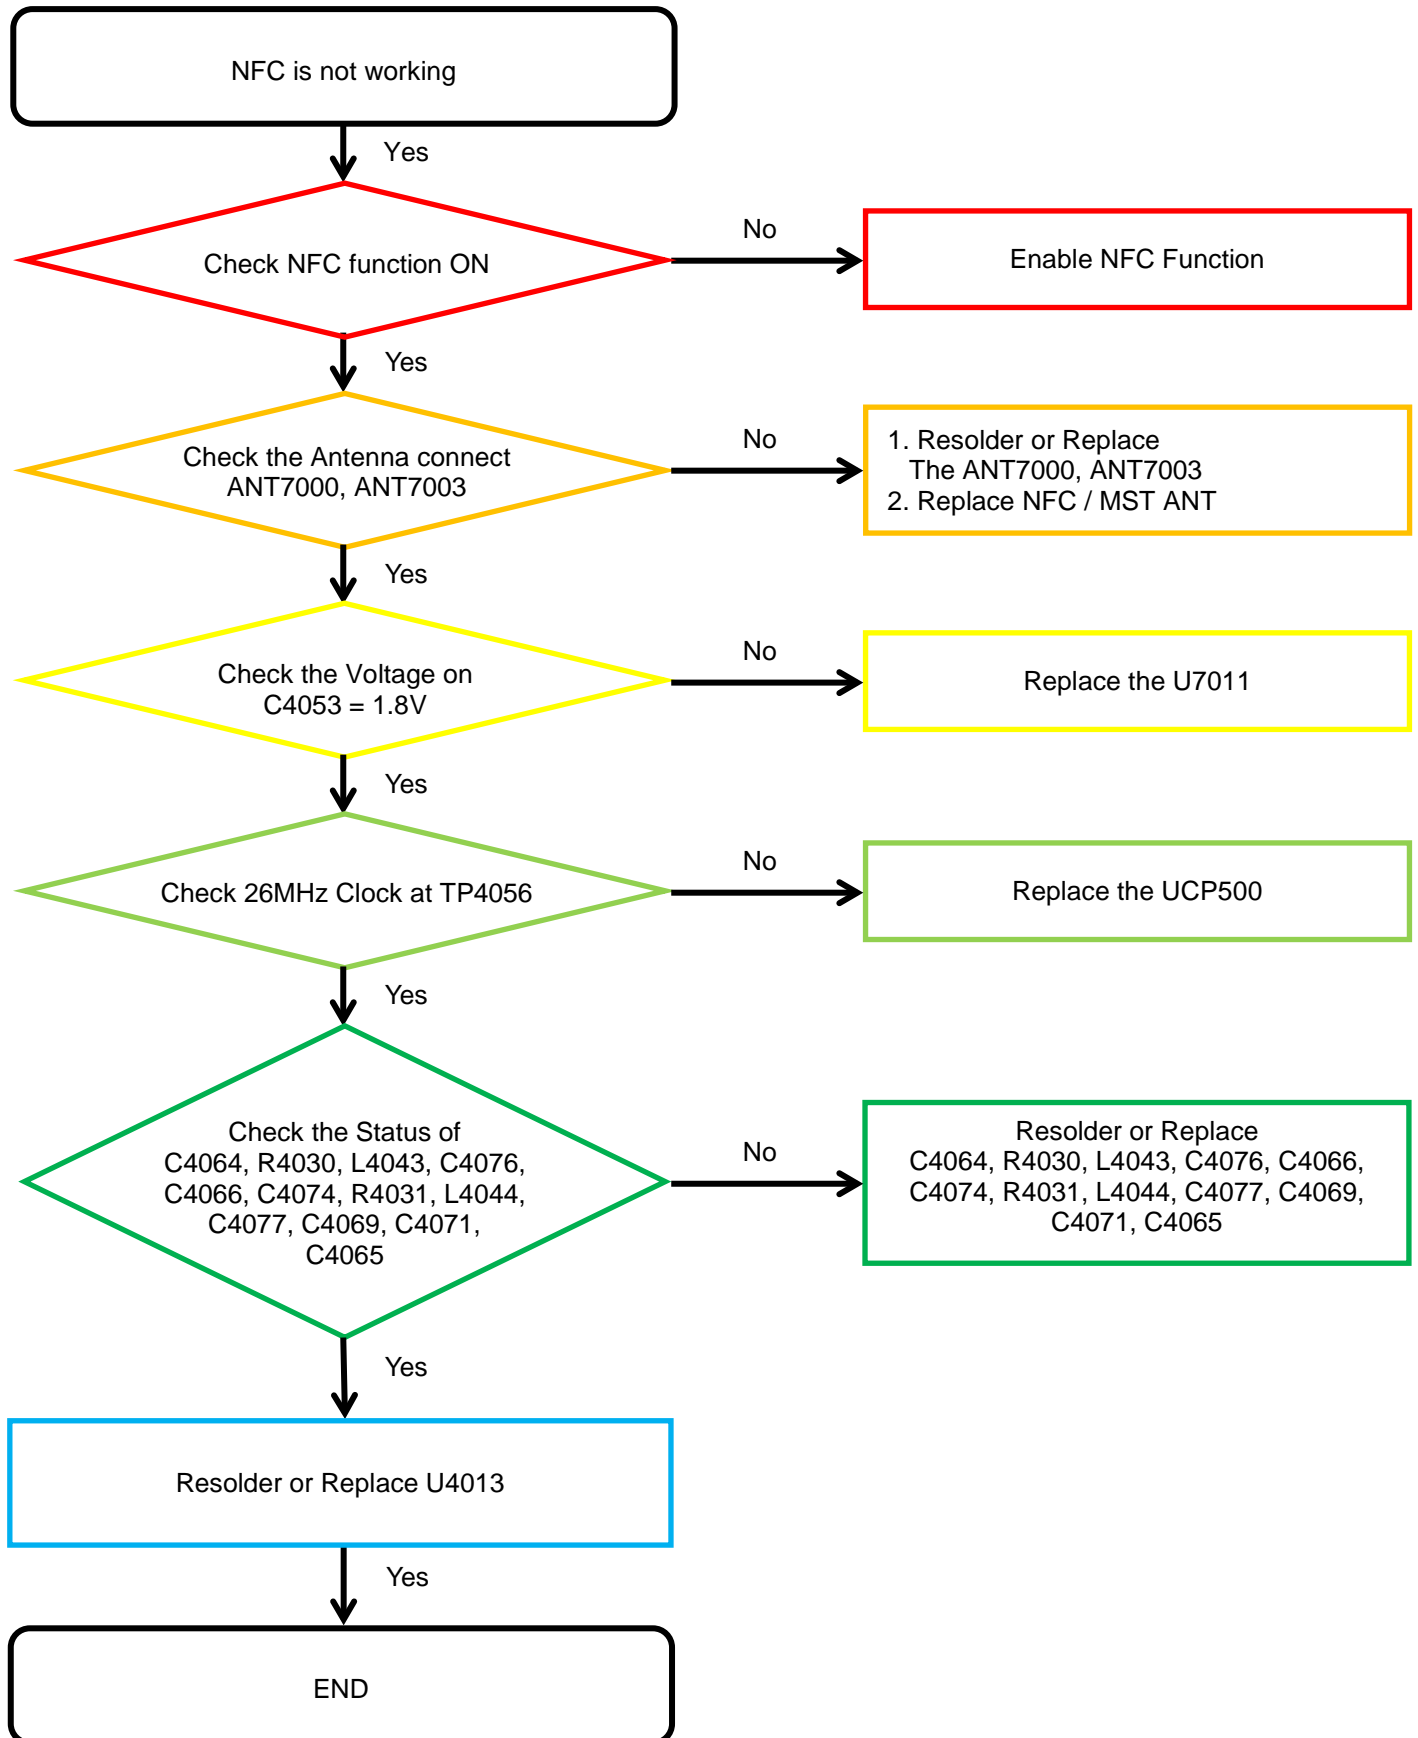 NFC is not working
Yes
Check NFC function ON
No
Enable NFC Function
Yes
Check the Antenna connect
ANT7000, ANT7003
No
1. Resolder or Replace
The ANT7000, ANT7003
2. Replace NFC / MST ANT
Yes
Check the Voltage on
C4053 = 1.8V
No
Replace the U7011
Yes
Check 26MHz Clock at TP4056
No
Replace the UCP500
Yes
Check the Status of
C4064, R4030, L4043, C4076,
C4066, C4074, R4031, L4044,
C4077, C4069, C4071,
C4065
No
Resolder or Replace
C4064, R4030, L4043, C4076, C4066,
C4074, R4031, L4044, C4077, C4069,
C4071, C4065
Yes
Resolder or Replace U4013
Yes
END